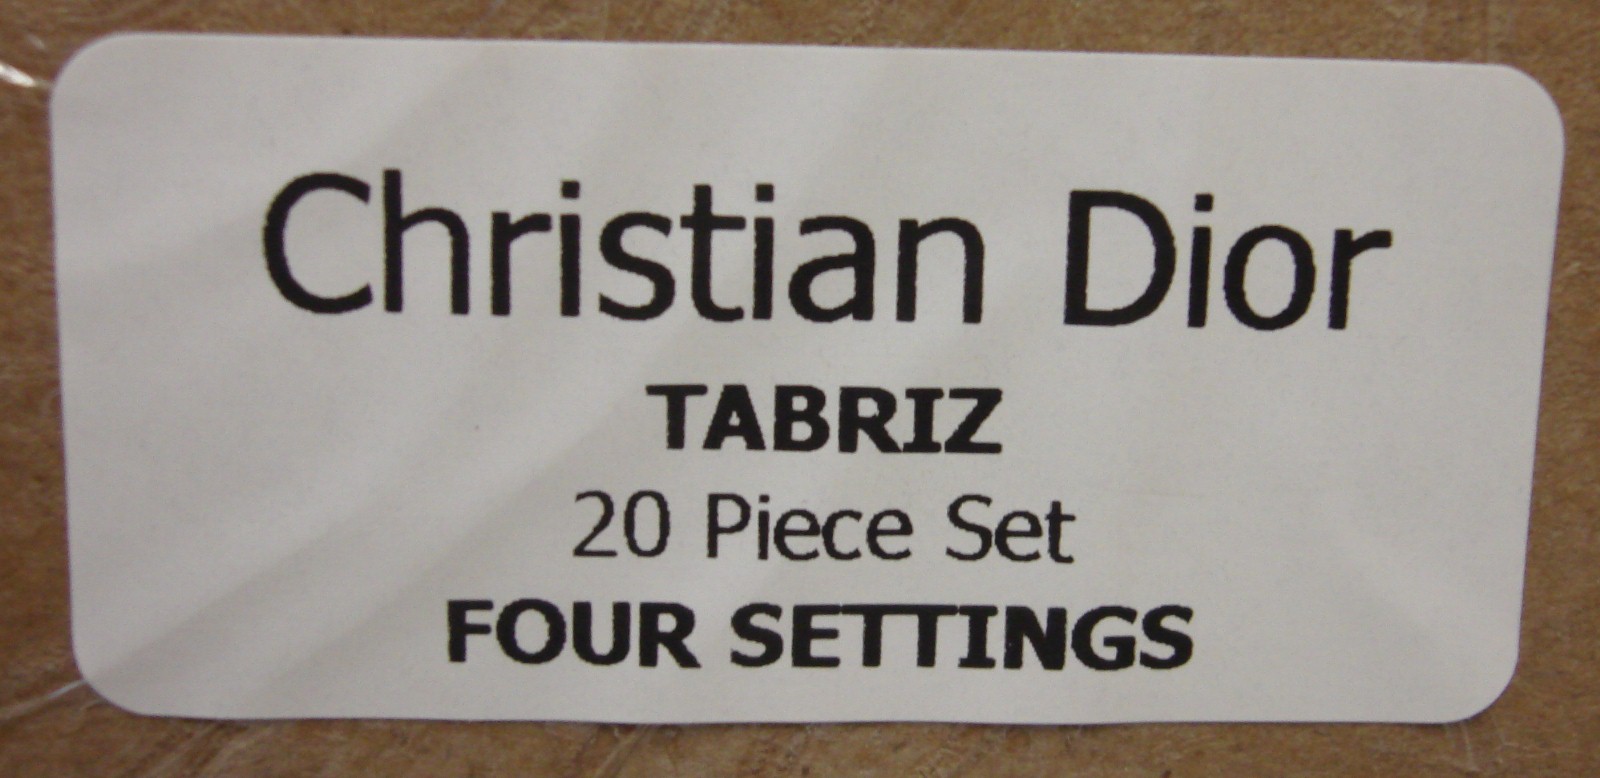 Christian Dior
TABRIZ
20 Piece Set
FOUR SETTINGS